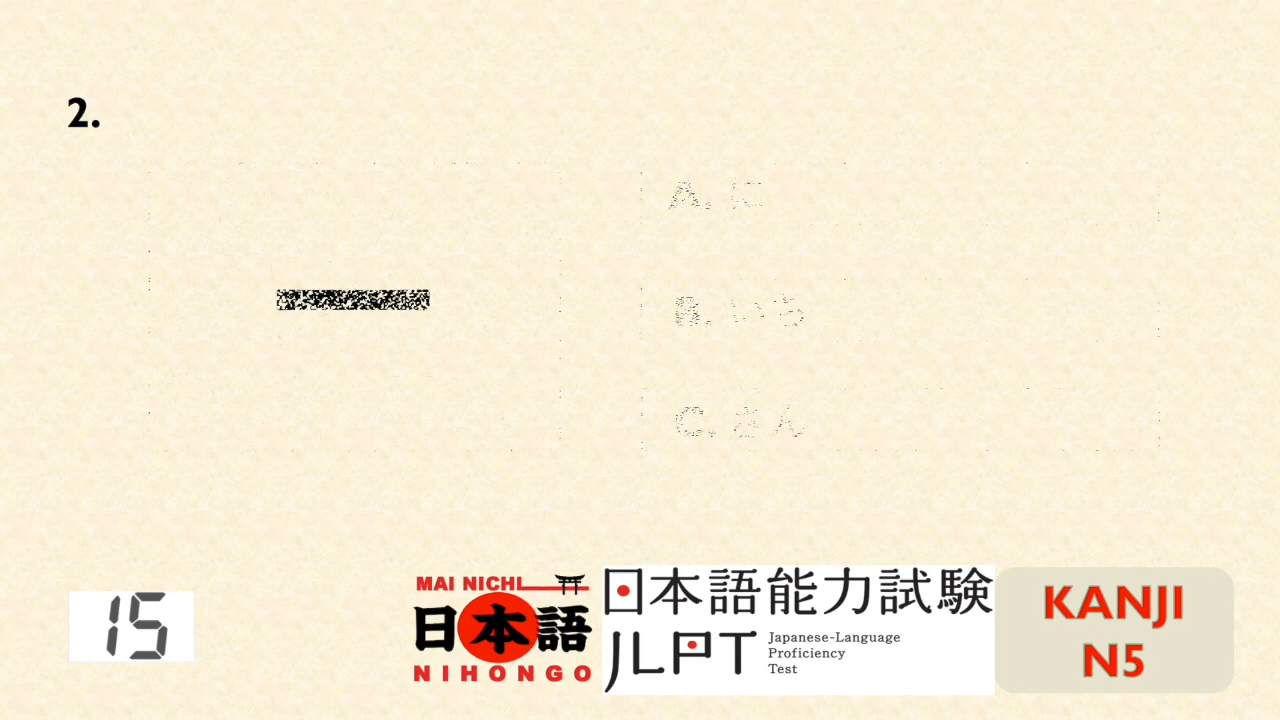 2.
一
A. に
B. いち
C. さん
15
MAI NICHI
日本語
NIHONGO
日本語能力試験
JLPT
Japanese-Language
Proficiency
Test
KANJI
N5